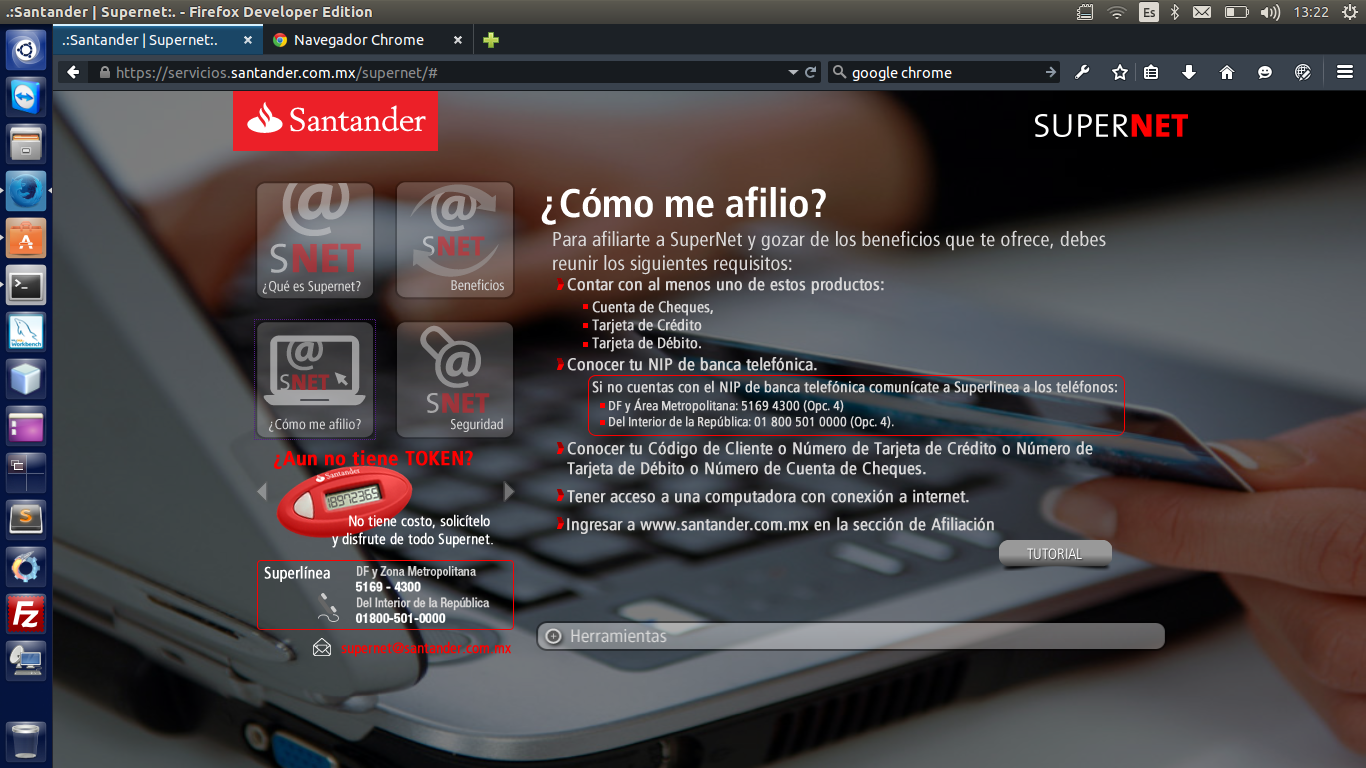 .:Santander | Supernet:. - Firefox Developer Edition
Es
13:22
.:Santander | Supernet:.
Navegador Chrome
https://servicios.santander.com.mx/supernet/#
google chrome
Santander
SUPERNET
@
SNET
¿Qué es Supernet?
@
SNET
Beneficios
@
SNET
¿Cómo me afilio?
@
SNET
Seguridad
¿Aun no tiene TOKEN?
Santander
18972369
No tiene costo, solicítelo
y disfrute de todo Supernet.
Superlínea
DF y Zona Metropolitana
5169 - 4300
Del Interior de la República
01800-501-0000
supernet@santander.com.mx
¿Cómo me afilio?
Para afiliarte a SuperNet y gozar de los beneficios que te ofrece, debes
reunir los siguientes requisitos:
Contar con al menos uno de estos productos:
Cuenta de Cheques,
Tarjeta de Crédito
Tarjeta de Débito.
Conocer tu NIP de banca telefónica.
Si no cuentas con el NIP de banca telefónica comunícate a Superlinea a los teléfonos:
DF y Área Metropolitana: 5169 4300 (Opc. 4)
Del Interior de la República: 01 800 501 0000 (Opc. 4).
Conocer tu Código de Cliente o Número de Tarjeta de Crédito o Número de
Tarjeta de Débito o Número de Cuenta de Cheques.
Tener acceso a una computadora con conexión a internet.
Ingresar a www.santander.com.mx en la sección de Afiliación
TUTORIAL
Herramientas